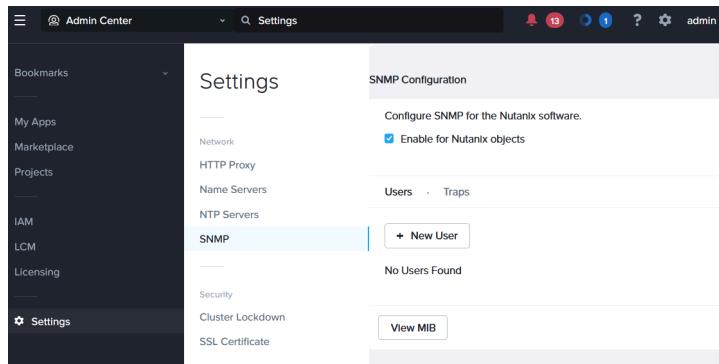 Admin Center
Settings
13
1
?
admin
Bookmarks
My Apps
Marketplace
Projects
IAM
LCM
Licensing
Settings
Settings
Network
HTTP Proxy
Name Servers
NTP Servers
SNMP
Security
Cluster Lockdown
SSL Certificate
SNMP Configuration
Configure SNMP for the Nutanix software.
Enable for Nutanix objects
Users · Traps
+ New User
No Users Found
View MIB